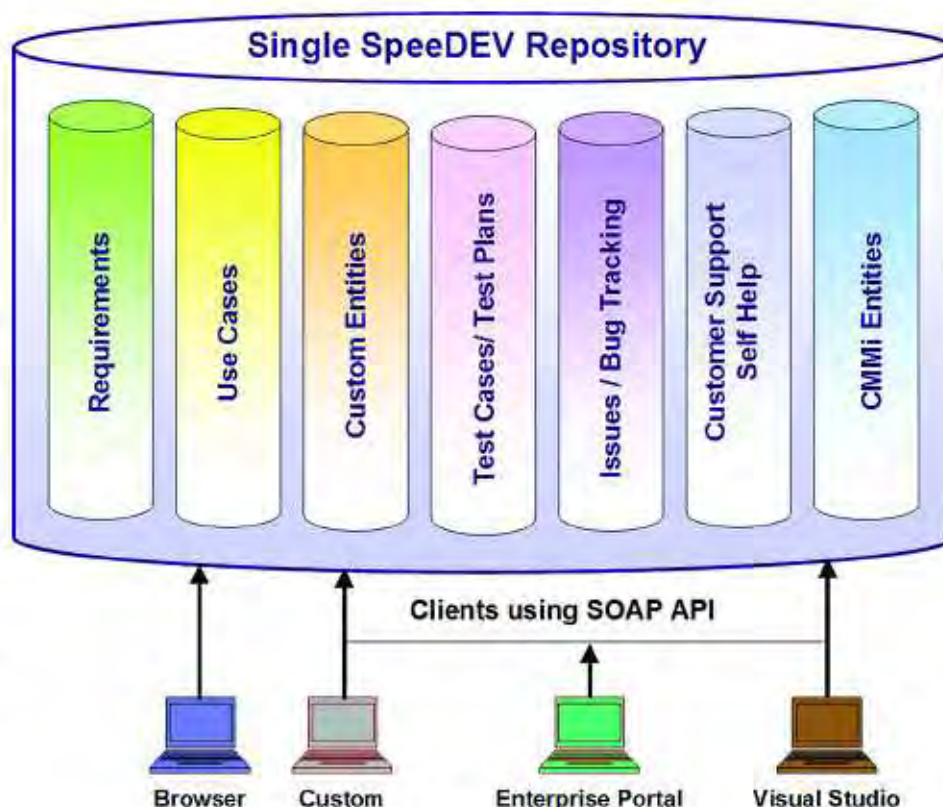 Single SpeeDEV Repository
Requirements
Use Cases
Custom Entities
Test Cases/ Test Plans
Issues / Bug Tracking
Customer Support
Self Help
CMMi Entities
Clients using SOAP API
Browser
Custom
Enterprise Portal
Visual Studio